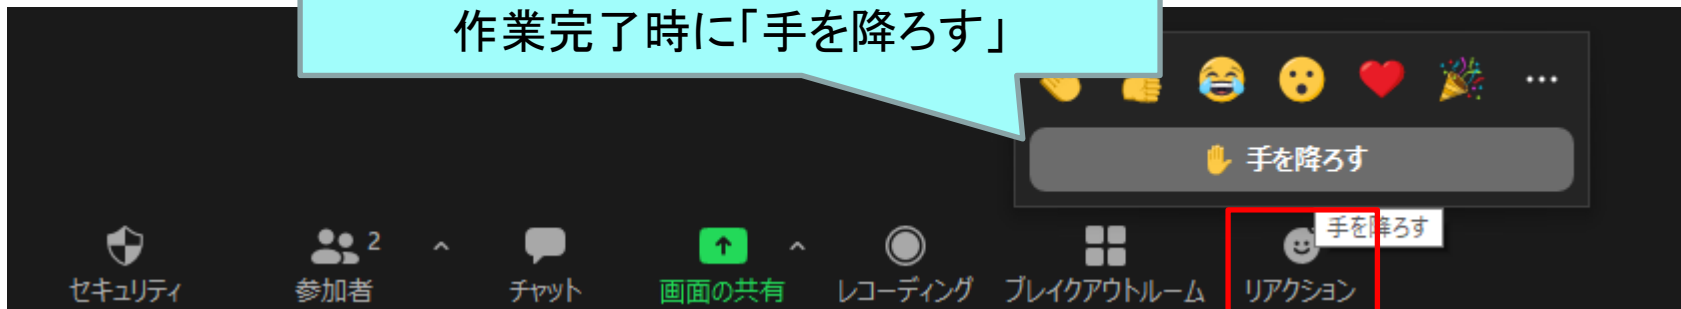 作業完了時に「手を降ろす」
手を降ろす
手を降ろす
2
セキュリティ
参加者
チャット
画面の共有
レコーディング
ブレイクアウトルーム
リアクション